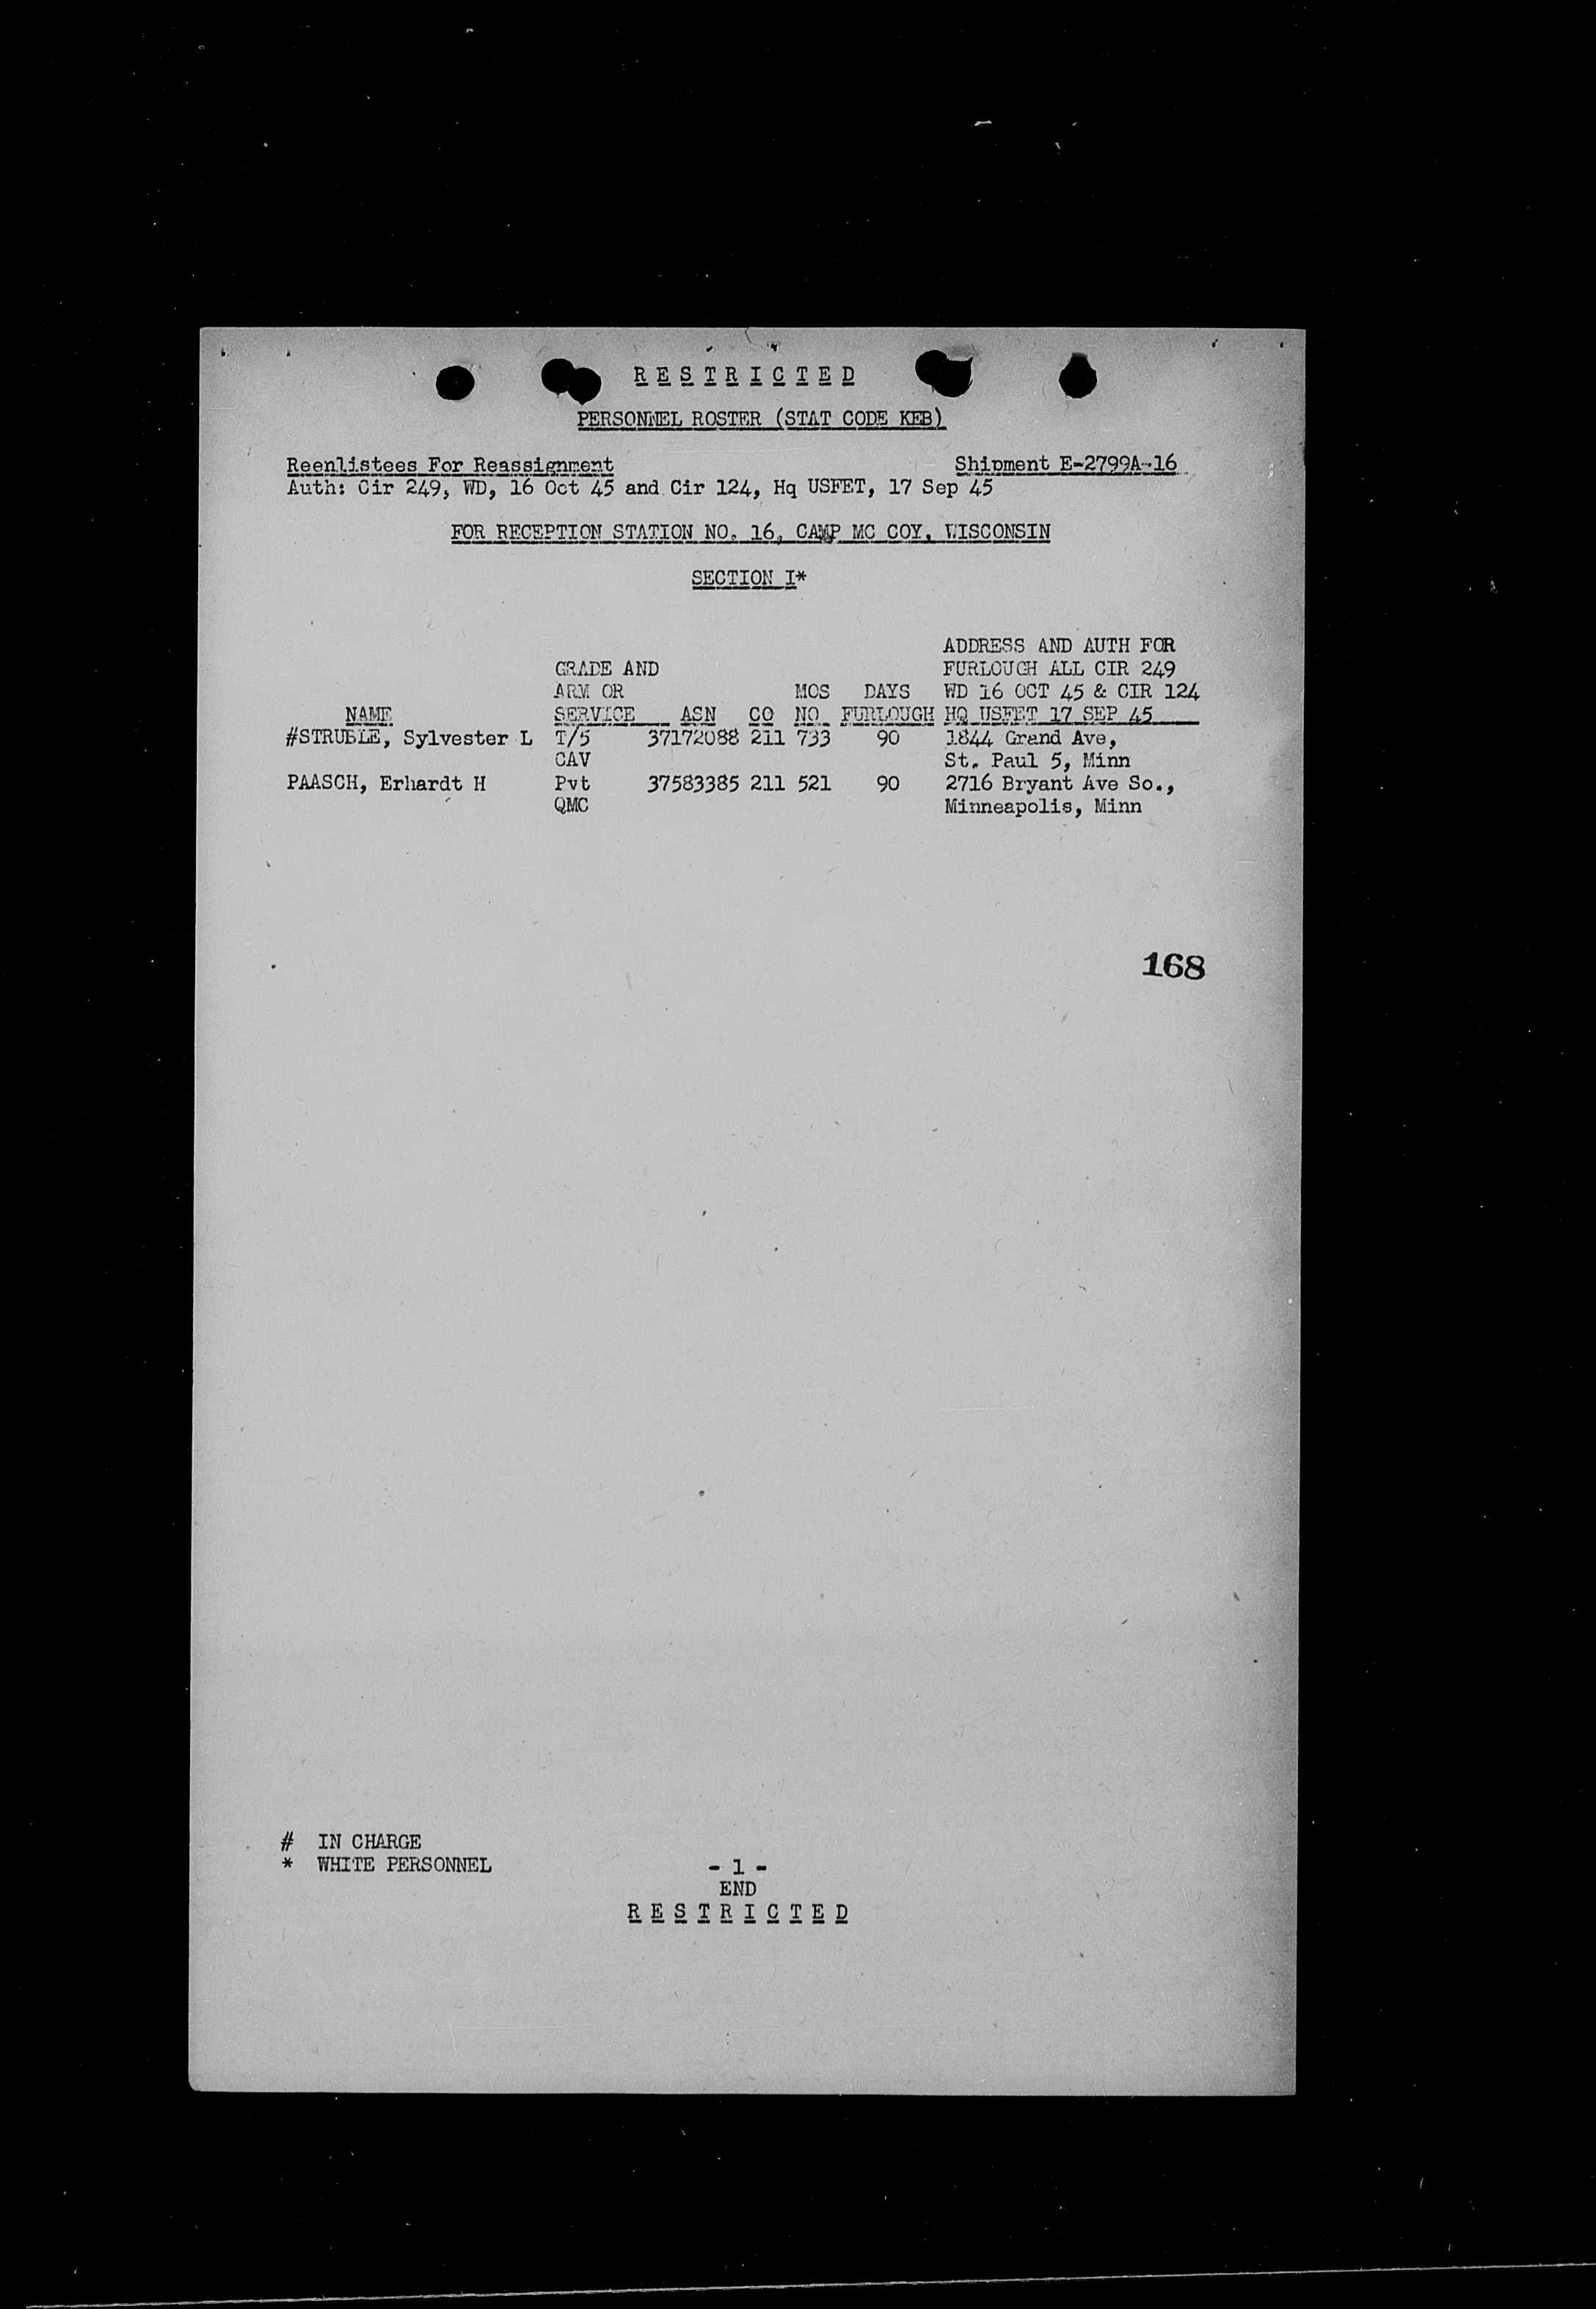 R E S T R I C T E D
PERSONNEL ROSTER (STAT CODE KEB)
Reenlistees For Reassignment Shipment E-2799A-16
Auth: Cir 249, WD, 16 Oct 45 and Cir 124, Hq USFET, 17 Sep 45
FOR RECEPTION STATION NO. 16, CAMP MC COY, WISCONSIN
SECTION I*
ADDRESS AND AUTH FOR
GRADE AND FURLOUGH ALL CIR 249
ARM OR MOS DAYS WD 16 OCT 45 & CIR 124
NAME SERVICE ASN CO NO FURLOUGH HQ USFET 17 SEP 45
#STRUBLE, Sylvester L T/5 37172088 211 733 90 1844 Grand Ave,
CAV St. Paul 5, Minn
PAASCH, Erhardt H Pvt 37583385 211 521 90 2716 Bryant Ave So.,
QMC Minneapolis, Minn
168
# IN CHARGE
* WHITE PERSONNEL - 1 -
END
R E S T R I C T E D